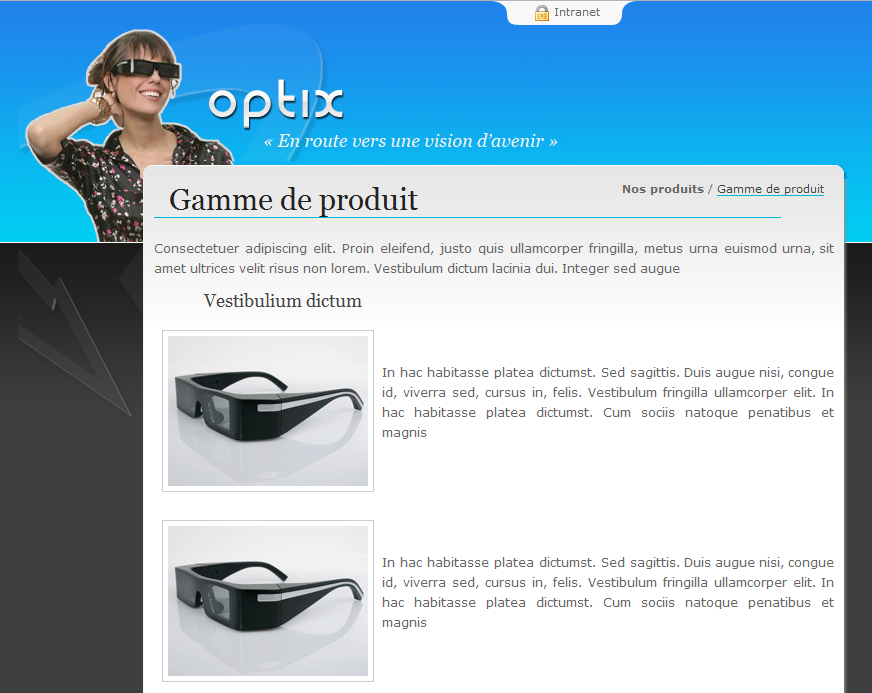 Intranet
optix
« En route vers une vision d’avenir »
Gamme de produit
Nos produits / Gamme de produit
Consectetuer adipiscing elit. Proin eleifend, justo quis ullamcorper fringilla, metus urna euismod urna, sit
amet ultrices velit risus non lorem. Vestibulum dictum lacinia dui. Integer sed augue
Vestibulium dictum
In hac habitasse platea dictumst. Sed sagittis. Duis augue nisi, congue
id, viverra sed, cursus in, felis. Vestibulum fringilla ullamcorper elit. In
hac habitasse platea dictumst. Cum sociis natoque penatibus et
magnis
In hac habitasse platea dictumst. Sed sagittis. Duis augue nisi, congue
id, viverra sed, cursus in, felis. Vestibulum fringilla ullamcorper elit. In
hac habitasse platea dictumst. Cum sociis natoque penatibus et
magnis